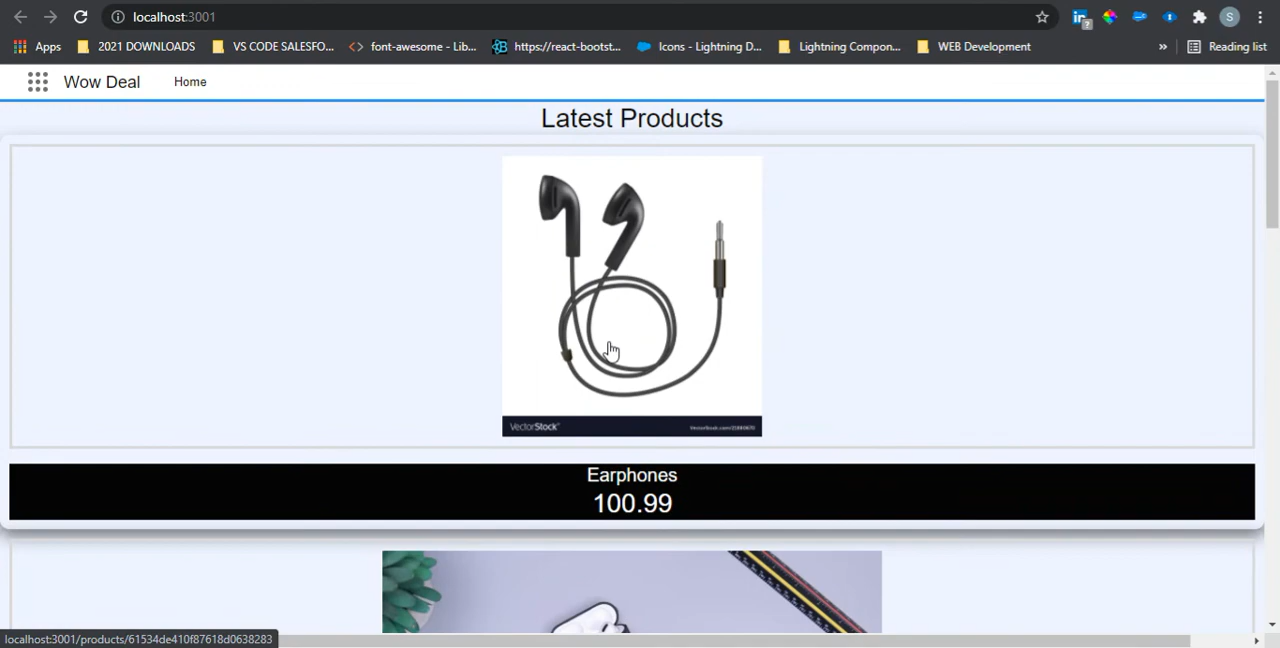 localhost:3001
S
Apps
2021 DOWNLOADS
VS CODE SALESFO...
font-awesome - Lib...
https://react-bootst...
Icons - Lightning D...
Lightning Compon...
WEB Development
»
Reading list
Wow Deal
Home
Latest Products
VectorStock®
Earphones
100.99
localhost:3001/products/61534de410f87618d0638283